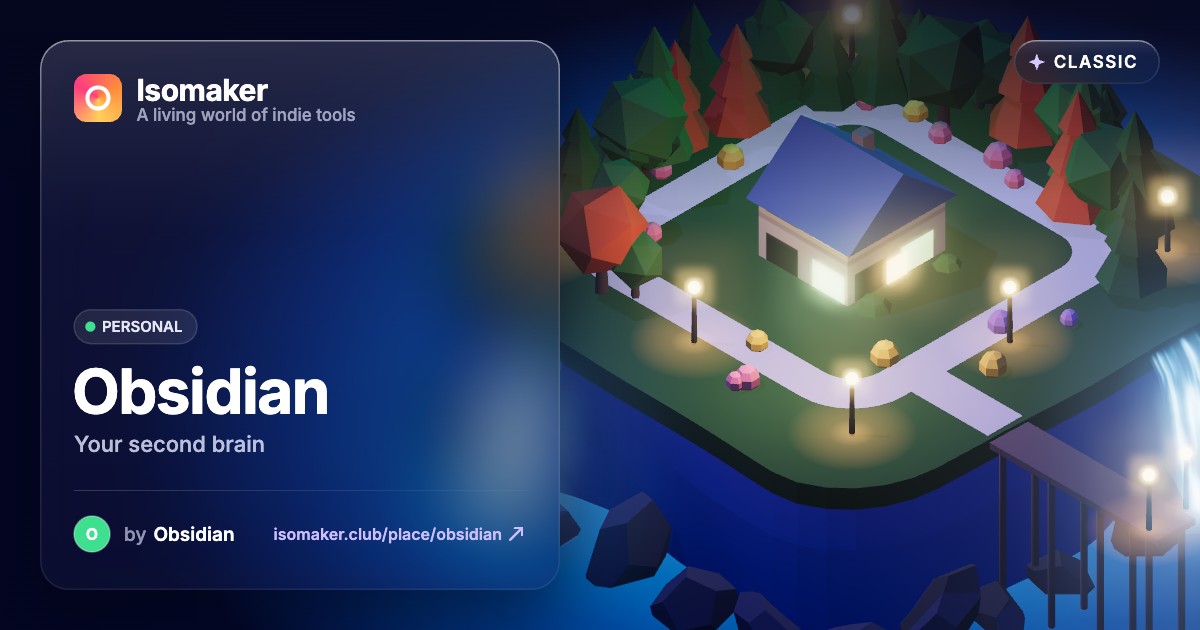 Isomaker
A living world of indie tools
CLASSIC
PERSONAL
Obsidian
Your second brain
O
by Obsidian
isomaker.club/place/obsidian ↗